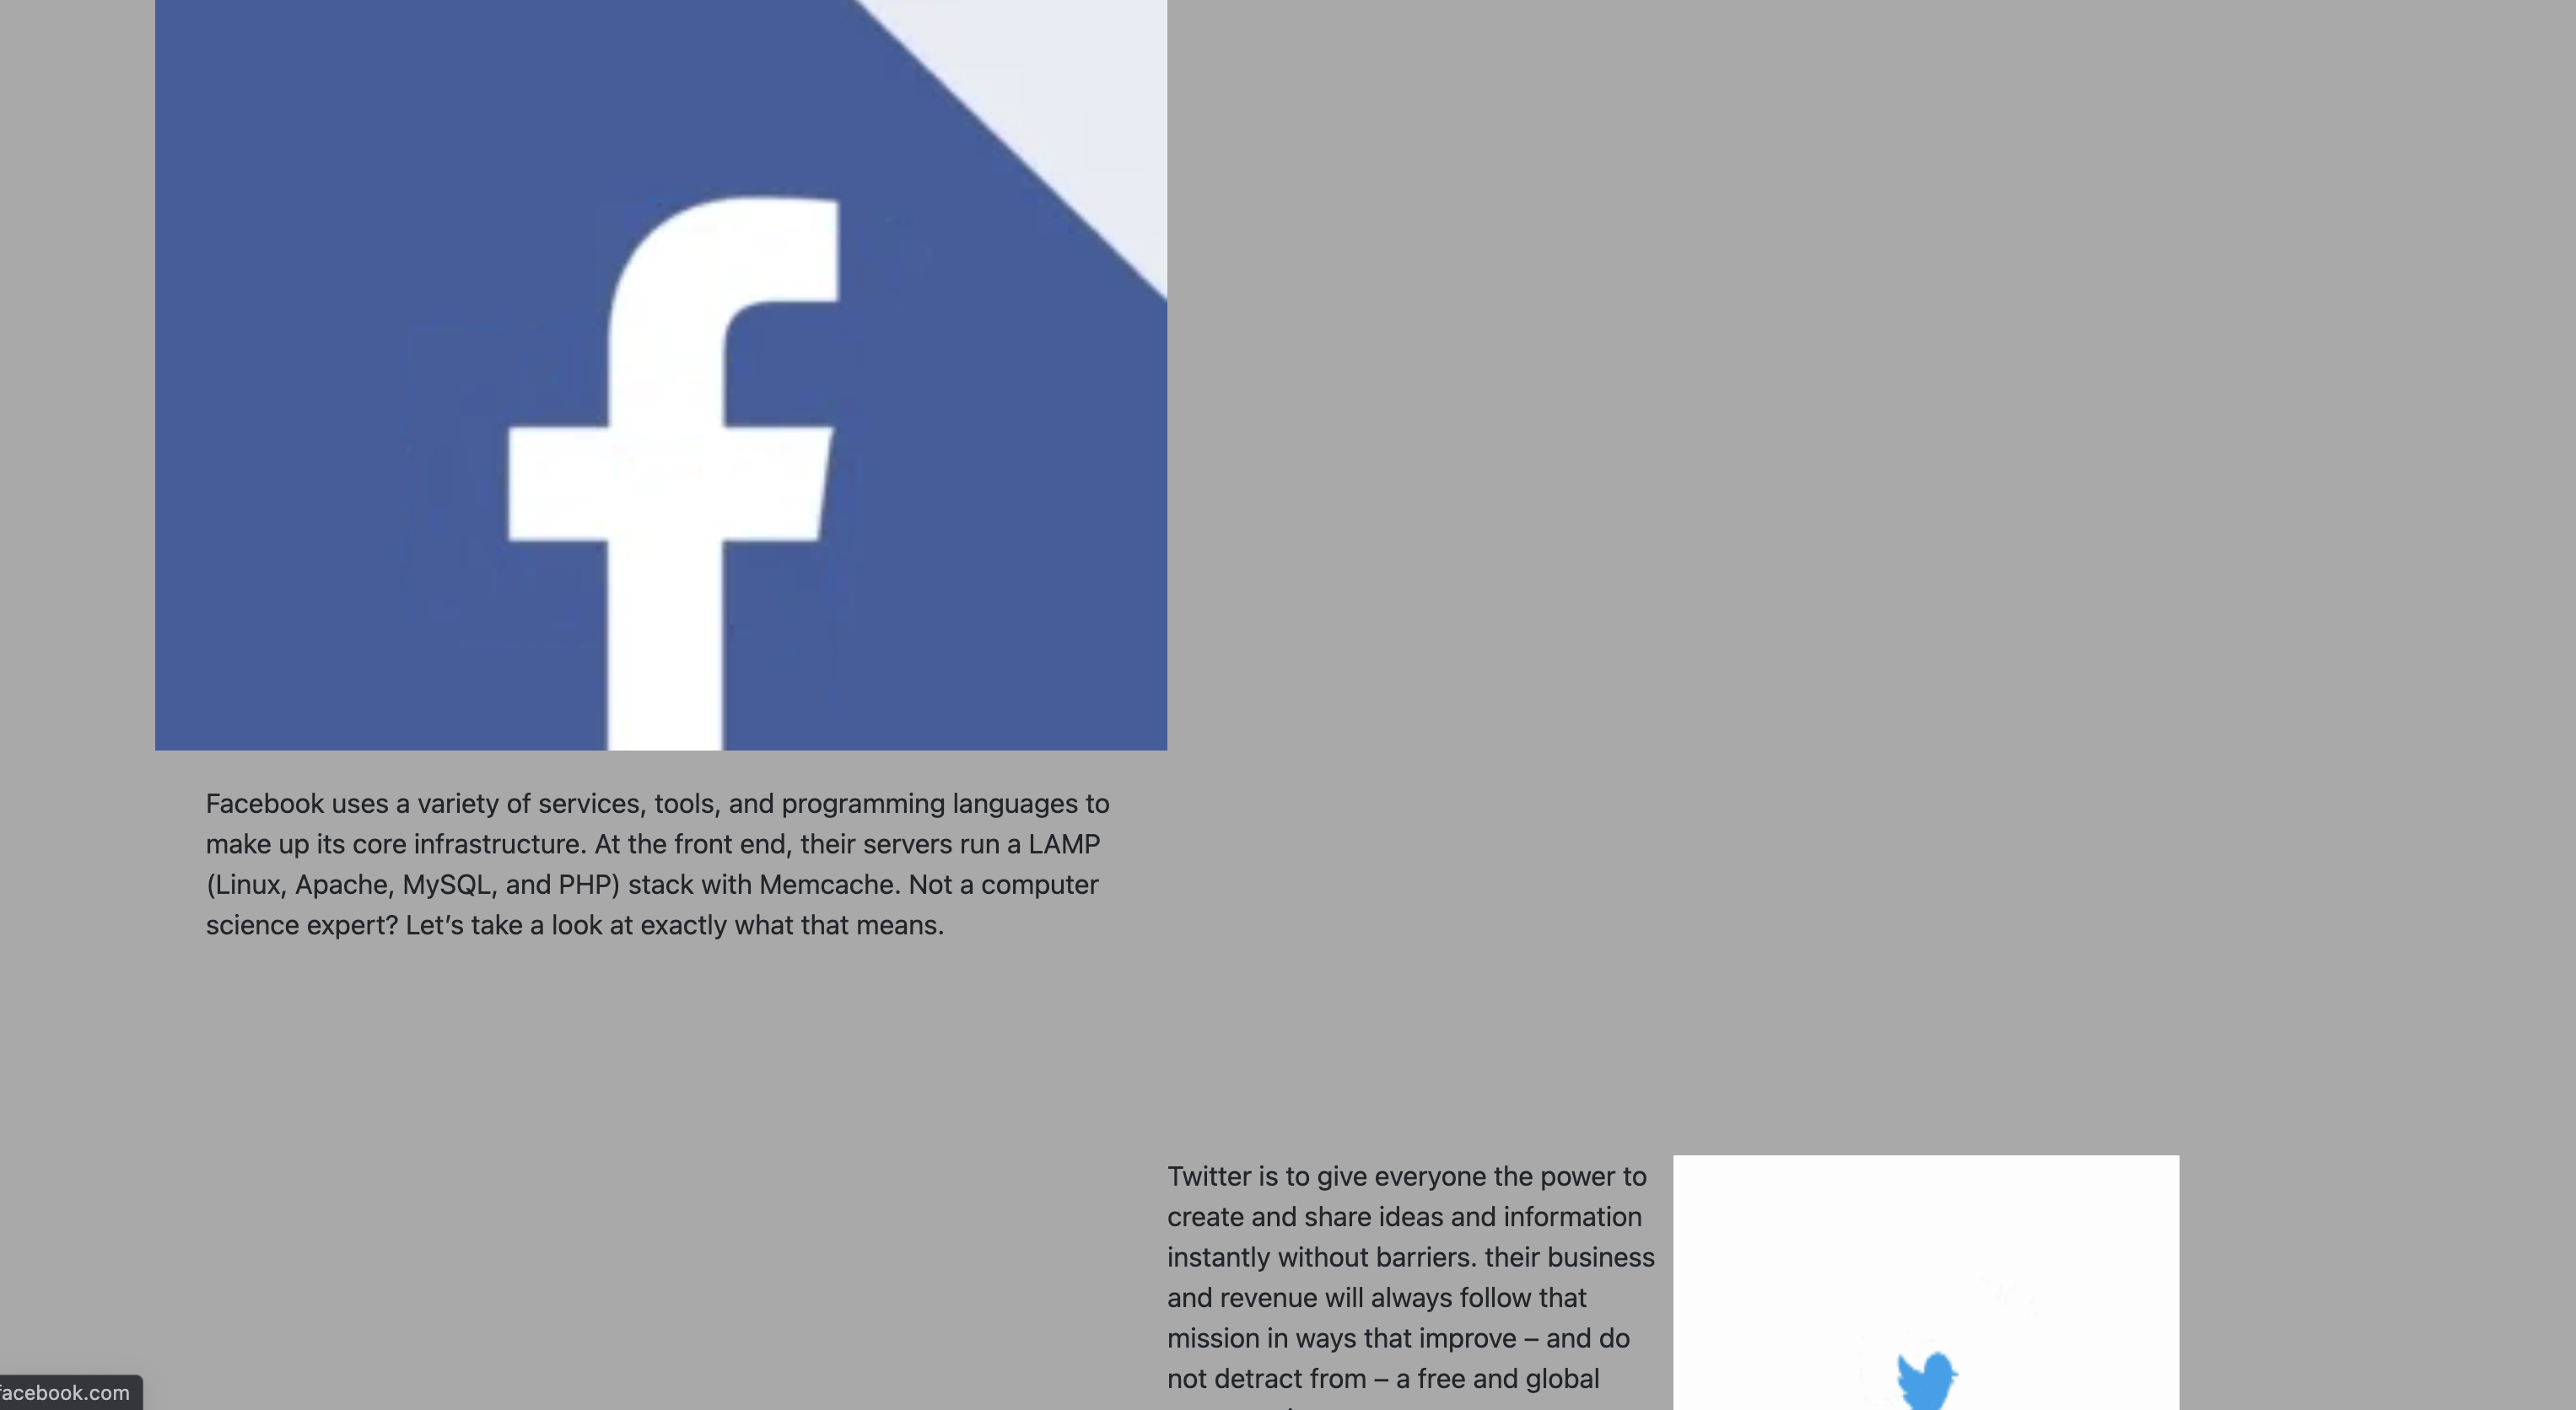 f
Facebook uses a variety of services, tools, and programming languages to
make up its core infrastructure. At the front end, their servers run a LAMP
(Linux, Apache, MySQL, and PHP) stack with Memcache. Not a computer
science expert? Let’s take a look at exactly what that means.
Twitter is to give everyone the power to
create and share ideas and information
instantly without barriers. their business
and revenue will always follow that
mission in ways that improve – and do
not detract from – a free and global
facebook.com